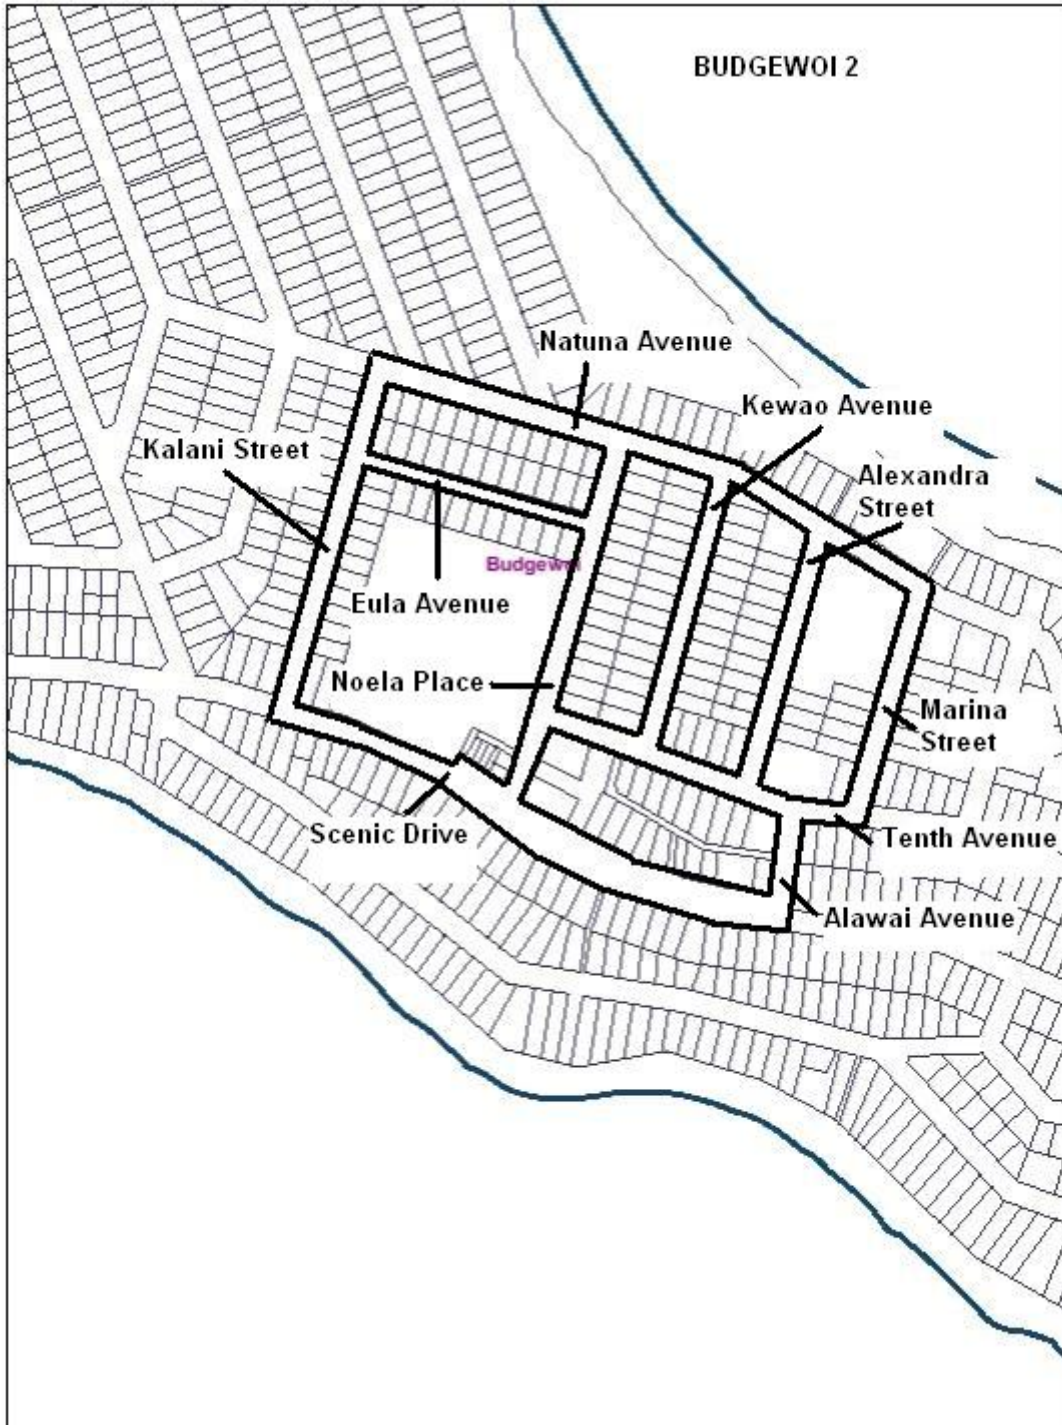 BUDGEWOI 2
Natuna Avenue
Kewao Avenue
Kalani Street
Alexandra
Street
Budgewoi
Eula Avenue
Noela Place
Marina
Street
Scenic Drive
Tenth Avenue
Alawai Avenue